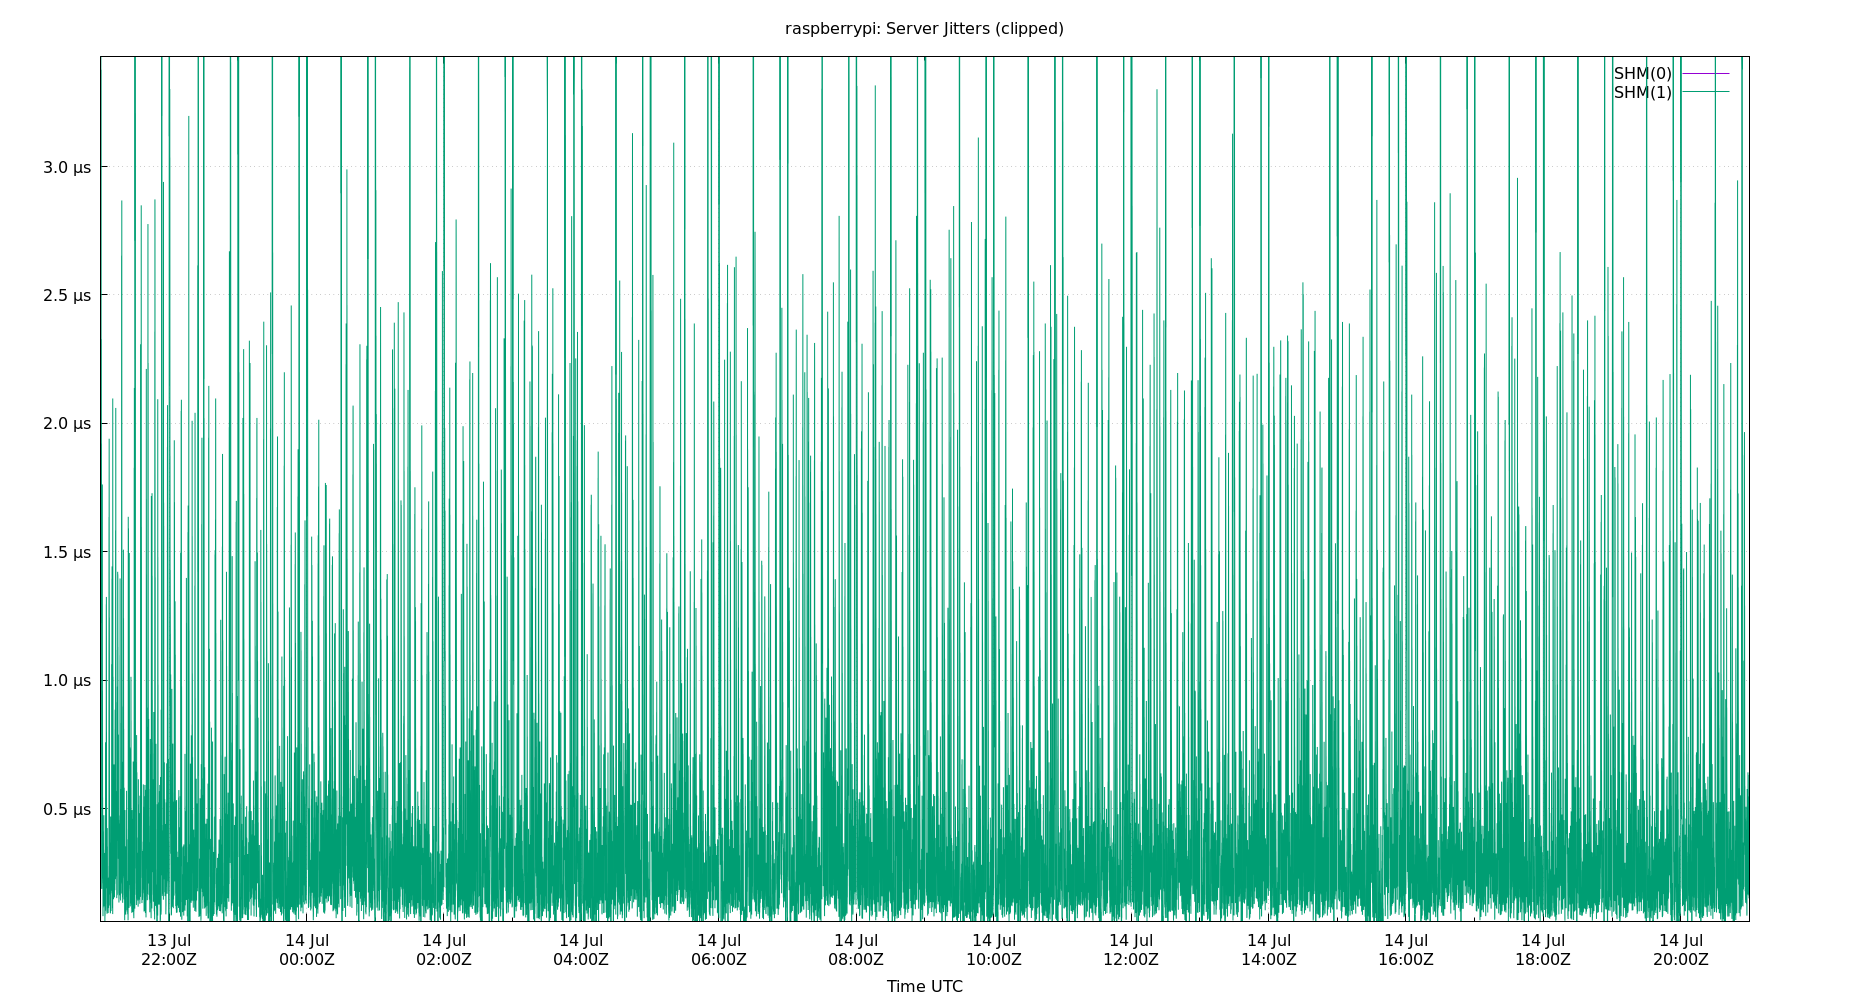 raspberrypi: Server Jitters (clipped)
SHM(0)
SHM(1)
3.0 µs
2.5 µs
2.0 µs
1.5 µs
1.0 µs
0.5 µs
13 Jul 14 Jul 14 Jul 14 Jul 14 Jul 14 Jul 14 Jul 14 Jul 14 Jul 14 Jul 14 Jul 14 Jul
22:00Z 00:00Z 02:00Z 04:00Z 06:00Z 08:00Z 10:00Z 12:00Z 14:00Z 16:00Z 18:00Z 20:00Z
Time UTC